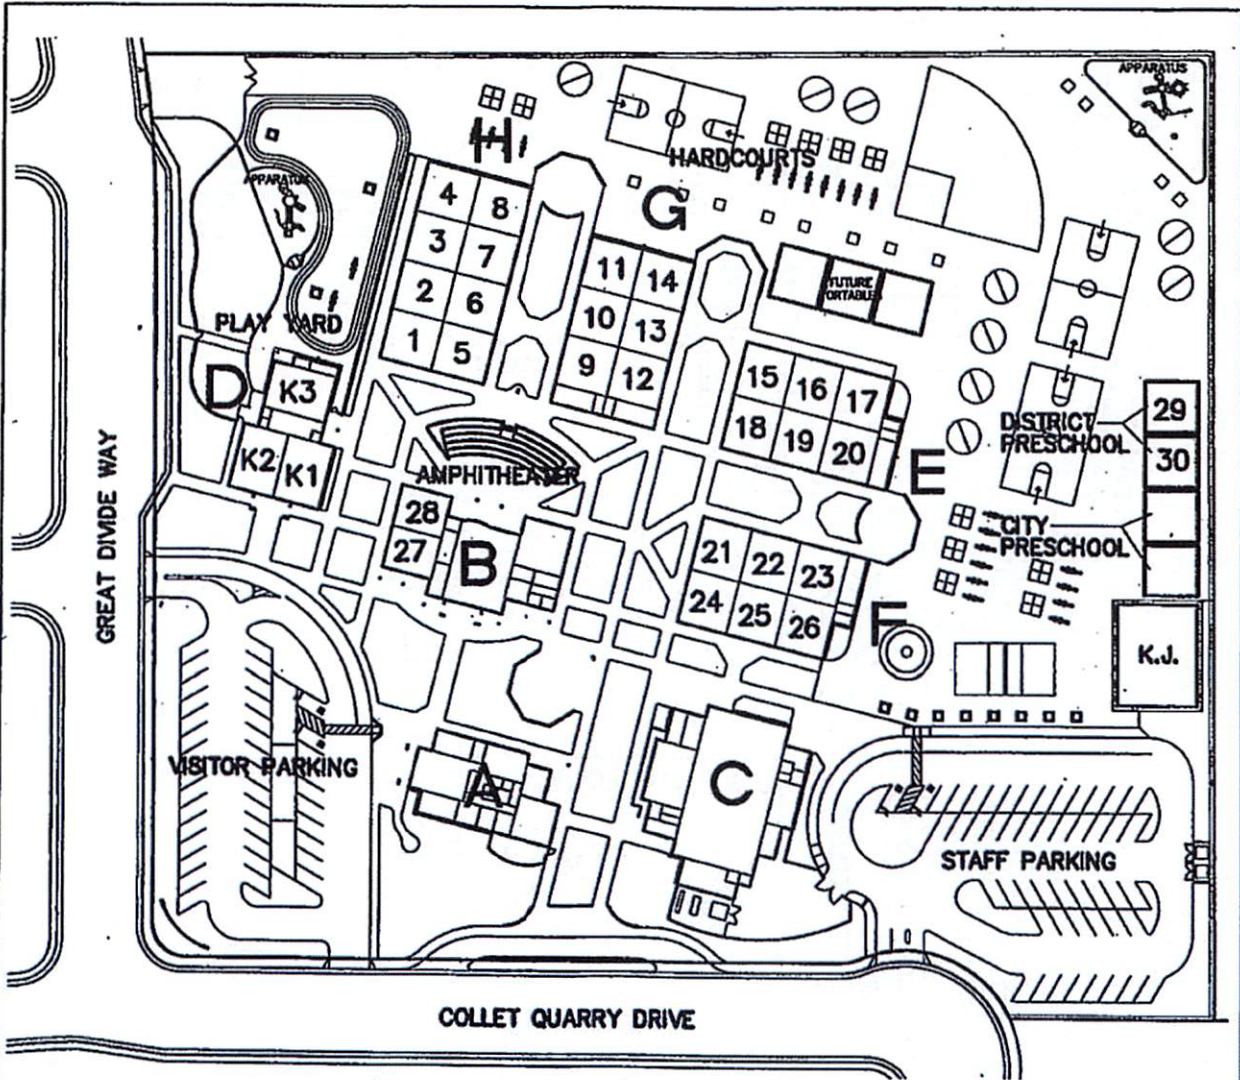 APPARATUS
H
HARDCOURTS
APPARATUS
4 8
G
3 7
11 14
2 6
FUTURE
PORTABLES
10 13
PLAY YARD
1 5
9 12
15 16 17
D
K3
29
DISTRICT
PRESCHOOL
18 19 20
30
K2 K1
AMPHITHEATER
E
GREAT DIVIDE WAY
28
27
B
CITY
PRESCHOOL
21 22 23
24 25 26
F
K.J.
VISITOR PARKING
A
C
STAFF PARKING
COLLET QUARRY DRIVE